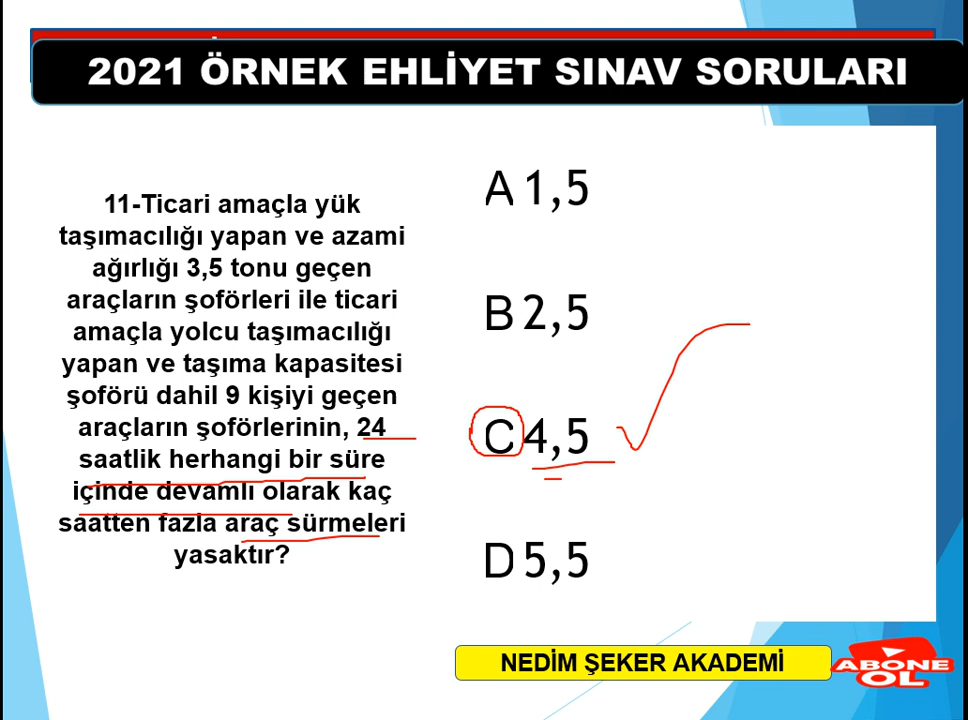 2021 ÖRNEK EHLİYET SINAV SORULARI
11-Ticari amaçla yük
taşımacılığı yapan ve azami
ağırlığı 3,5 tonu geçen
araçların şoförleri ile ticari
amaçla yolcu taşımacılığı
yapan ve taşıma kapasitesi
şoförü dahil 9 kişiyi geçen
araçların şoförlerinin, 24
saatlik herhangi bir süre
içinde devamlı olarak kaç
saatten fazla araç sürmeleri
yasaktır?
A 1,5
B 2,5
C 4,5
D 5,5
NEDİM ŞEKER AKADEMİ
ABONE
OL